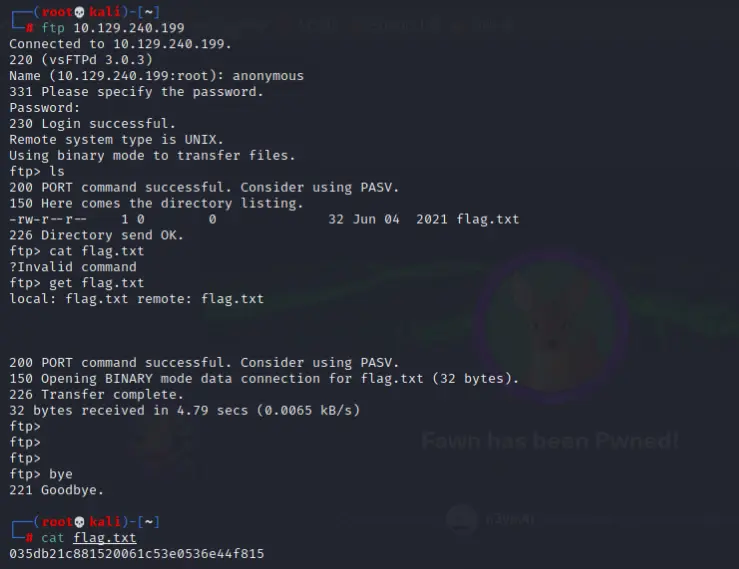 ┌──(root💀kali)-[~]
└─# ftp 10.129.240.199
Connected to 10.129.240.199.
220 (vsFTPd 3.0.3)
Name (10.129.240.199:root): anonymous
331 Please specify the password.
Password:
230 Login successful.
Remote system type is UNIX.
Using binary mode to transfer files.
ftp> ls
200 PORT command successful. Consider using PASV.
150 Here comes the directory listing.
-rw-r--r--    1 0        0              32 Jun 04  2021 flag.txt
226 Directory send OK.
ftp> cat flag.txt
?Invalid command
ftp> get flag.txt
local: flag.txt remote: flag.txt
200 PORT command successful. Consider using PASV.
150 Opening BINARY mode data connection for flag.txt (32 bytes).
226 Transfer complete.
32 bytes received in 4.79 secs (0.0065 kB/s)
ftp>
ftp>
Fawn has been Pwned!
ftp>
ftp> bye
221 Goodbye.
┌──(root💀kali)-[~]
└─# cat flag.txt
035db21c881520061c53e0536e44f815